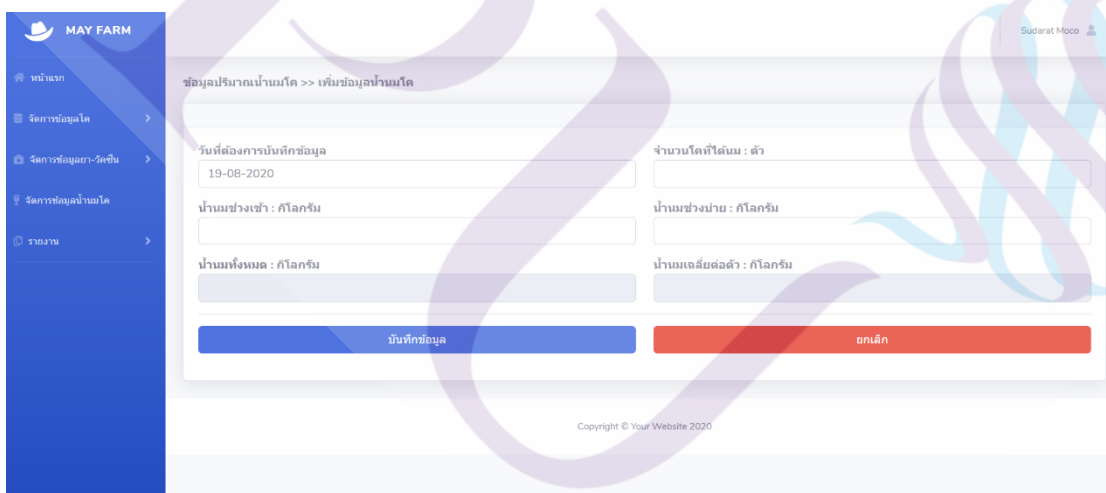 MAY FARM
Sudarat Moco
หน้าแรก
จัดการข้อมูลโค
จัดการข้อมูลยา-วัคซีน
จัดการข้อมูลน้ำนมโค
รายงาน
ข้อมูลปริมาณน้ำนมโค >> เพิ่มข้อมูลน้ำนมโค
วันที่ต้องการบันทึกข้อมูล
จำนวนโคที่ได้นม : ตัว
19-08-2020
น้ำนมช่วงเช้า : กิโลกรัม
น้ำนมช่วงบ่าย : กิโลกรัม
น้ำนมทั้งหมด : กิโลกรัม
น้ำนมเฉลี่ยต่อตัว : กิโลกรัม
บันทึกข้อมูล
ยกเลิก
Copyright © Your Website 2020